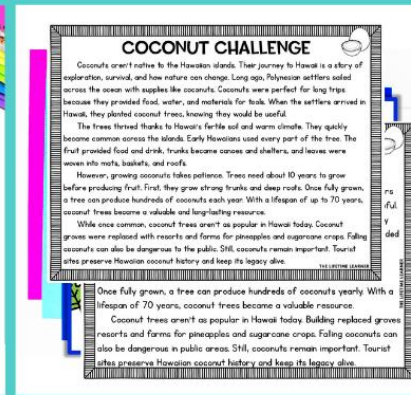 COCONUT CHALLENGE
Coconuts aren't native to the Hawaiian islands. Their journey to Hawaii is a story of
exploration, survival, and how nature can change. Long ago, Polynesian settlers sailed
across the ocean with supplies like coconuts. Coconuts were perfect for long trips
because they provided food, water, and materials for tools. When the settlers arrived in
Hawaii, they planted coconut trees, knowing they would be useful.
The trees thrived thanks to Hawaii's fertile soil and warm climate. They quickly
became common across the islands. Early Hawaiians used every part of the tree. The
fruit provided food and drink, trunks became canoes and shelters, and leaves were
woven into mats, baskets, and roofs.
However, growing coconuts takes patience. Trees need about 10 years to grow
before producing fruit. First, they grow strong trunks and deep roots. Once fully grown,
a tree can produce hundreds of coconuts each year. With a lifespan of up to 70 years,
coconut trees become a valuable and long-lasting resource.
While once common, coconut trees aren't as popular in Hawaii today. Coconut
groves were replaced with resorts and farms for pineapples and sugarcane crops. Falling
coconuts can also be dangerous to the public. Still, coconuts remain important. Tourist
sites preserve Hawaiian coconut history and keep its legacy alive.
THE LIFETIME LEARNER
Once fully grown, a tree can produce hundreds of coconuts yearly. With a
lifespan of 70 years, coconut trees became a valuable resource.
Coconut trees aren't as popular in Hawaii today. Building replaced groves
resorts and farms for pineapples and sugarcane crops. Falling coconuts can
also be dangerous in public areas. Still, coconuts remain important. Tourist
sites preserve Hawaiian coconut history and keep its legacy alive.
THE LIFETIME LEARNER